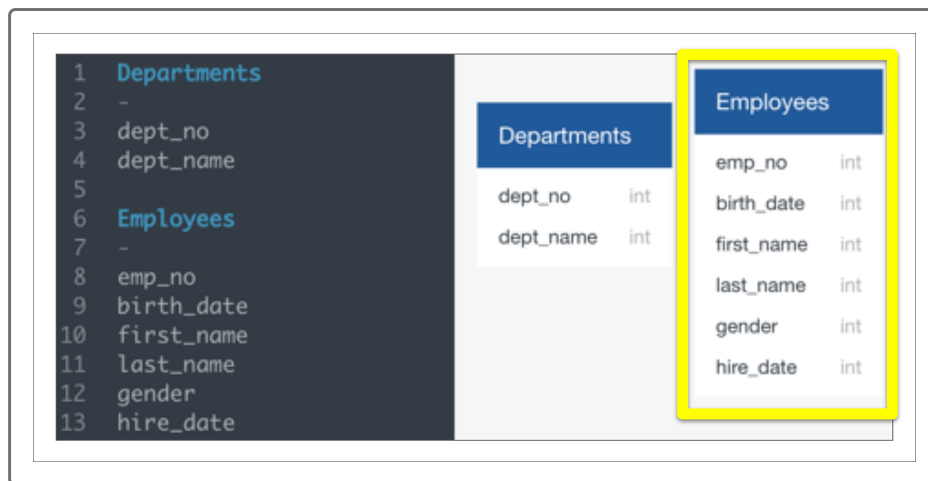 1 Departments
2 -
3 dept_no
4 dept_name
5
6 Employees
7 -
8 emp_no
9 birth_date
10 first_name
11 last_name
12 gender
13 hire_date
Departments
dept_no int
dept_name int
Employees
emp_no int
birth_date int
first_name int
last_name int
gender int
hire_date int